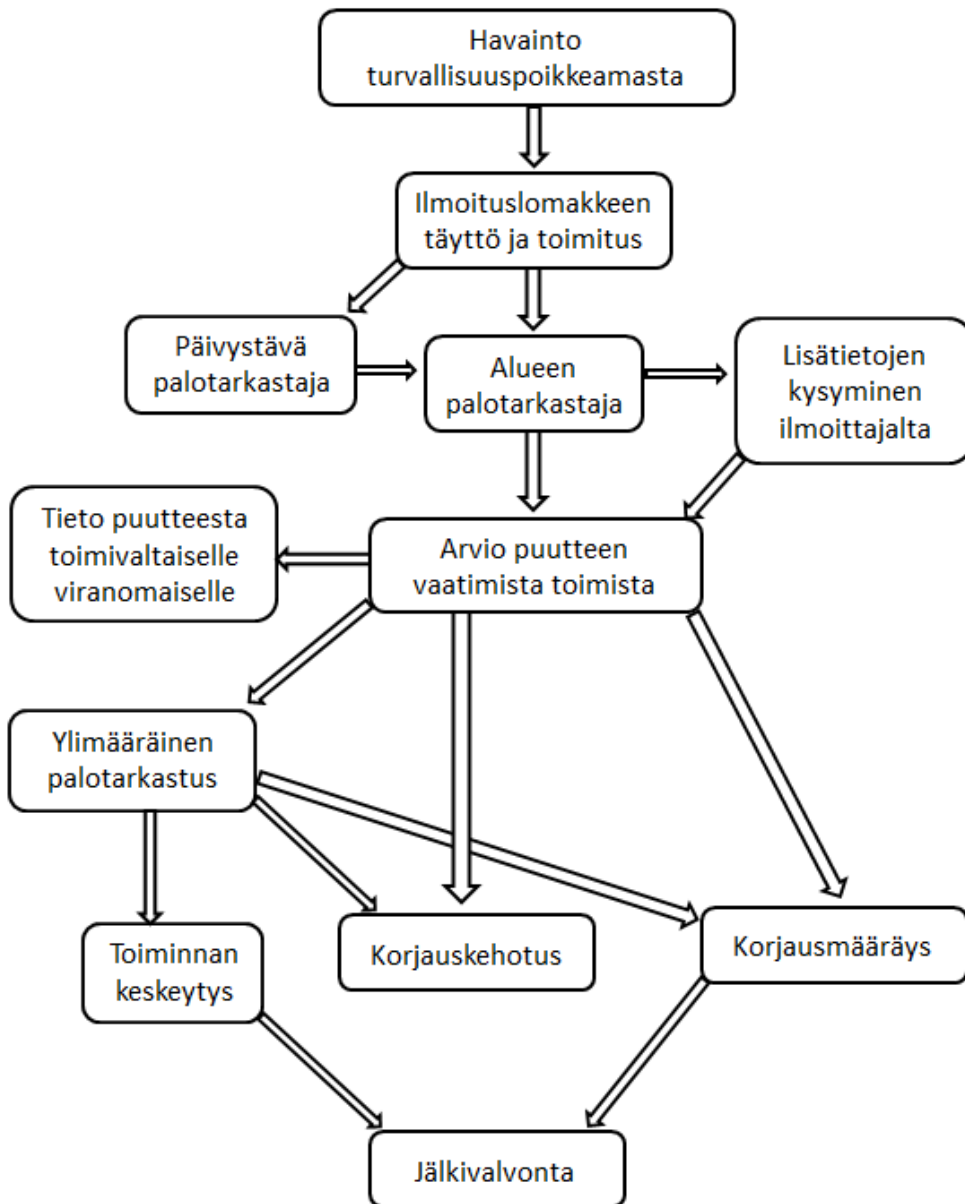 Havainto
turvallisuuspoikkeamasta
Ilmoituslomakkeen
täyttö ja toimitus
Päivystävä
palotarkastaja
Alueen
palotarkastaja
Lisätietojen
kysyminen
ilmoittajalta
Tieto puutteesta
toimivaltaiselle
viranomaiselle
Arvio puutteen
vaatimista toimista
Ylimääräinen
palotarkastus
Toiminnan
keskeytys
Korjauskehotus
Korjausmääräys
Jälkivalvonta